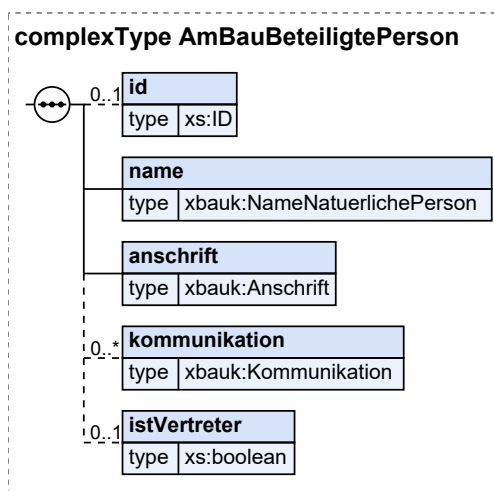 complexType AmBauBeteiligtePerson
0..1 id
type xs:ID
name
type xbauk:NameNatuerlichePerson
anschrift
type xbauk:Anschrift
0..* kommunikation
type xbauk:Kommunikation
0..1 istVertreter
type xs:boolean